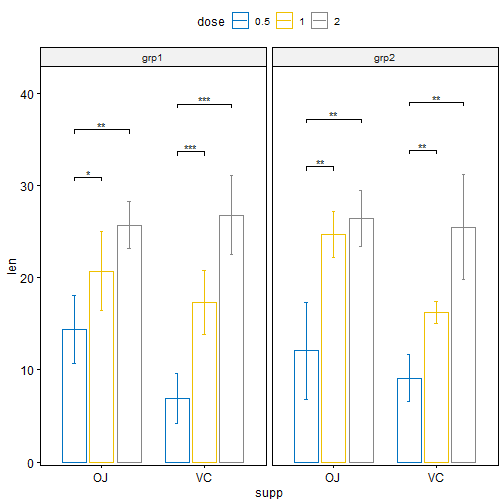 dose 0.5 1 2
grp1 grp2
len
40
30
20
10
0
*** **
** **
*** **
* **
OJ VC OJ VC
supp